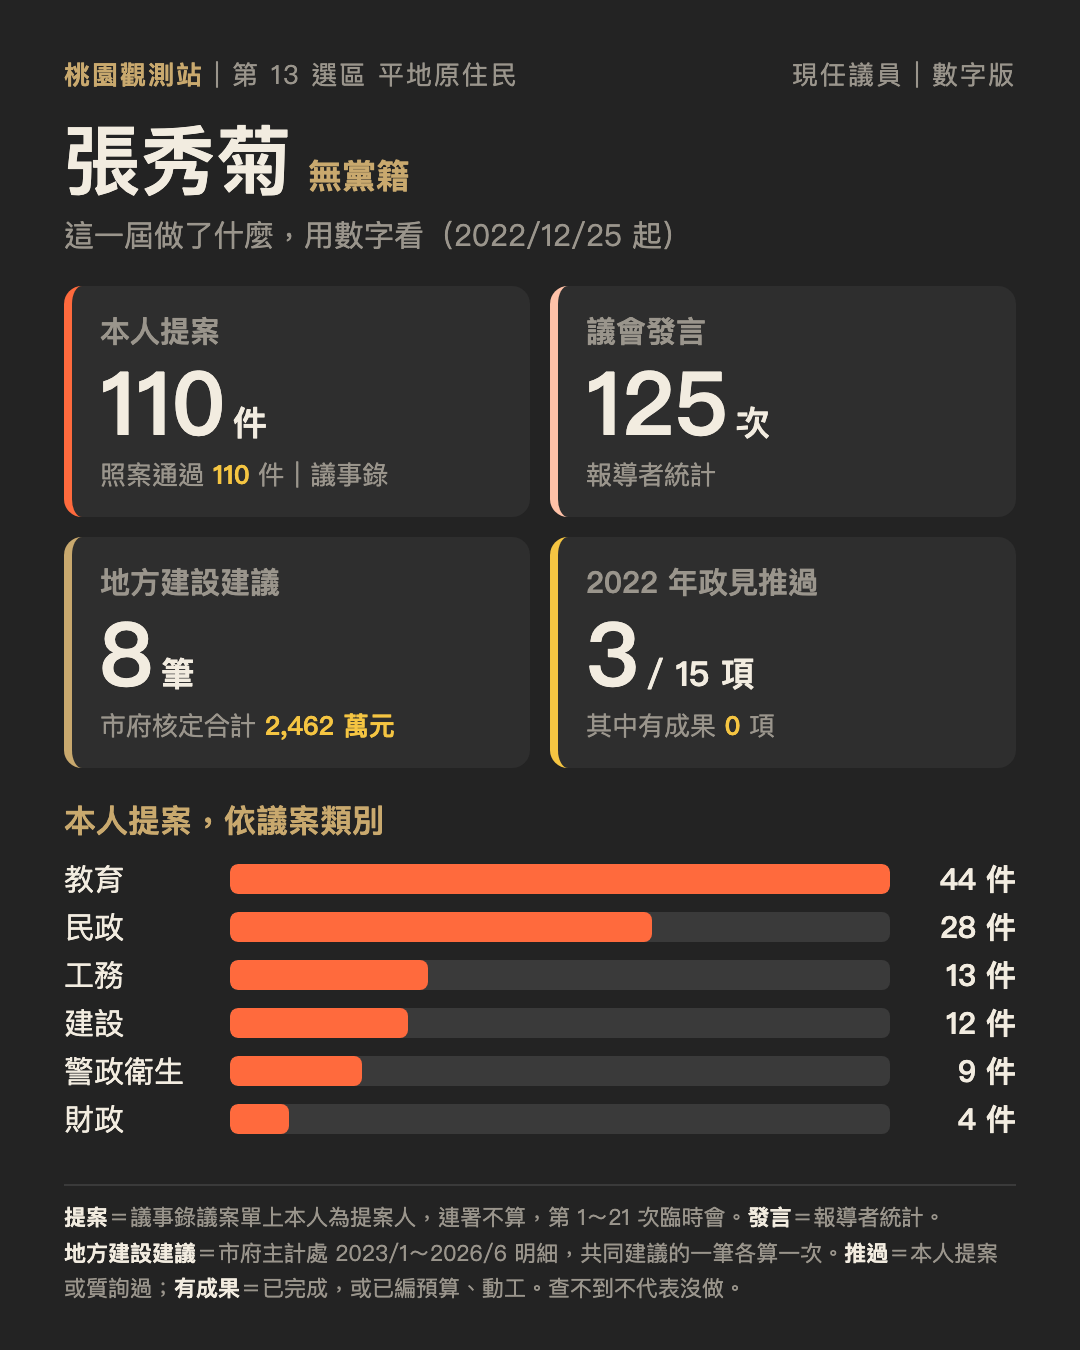 桃園觀測站｜第 13 選區 平地原住民
現任議員｜數字版
張秀菊 無黨籍
這一屆做了什麼，用數字看（2022/12/25 起）
本人提案
110 件
照案通過 110 件｜議事錄
議會發言
125 次
報導者統計
地方建設建議
8 筆
市府核定合計 2,462 萬元
2022 年政見推過
3 / 15 項
其中有成果 0 項
本人提案，依議案類別
教育 44 件
民政 28 件
工務 13 件
建設 12 件
警政衛生 9 件
財政 4 件
提案＝議事錄議案單上本人為提案人，連署不算，第 1～21 次臨時會。發言＝報導者統計。
地方建設建議＝市府主計處 2023/1～2026/6 明細，共同建議的一筆各算一次。推過＝本人提案
或質詢過；有成果＝已完成，或已編預算、動工。查不到不代表沒做。